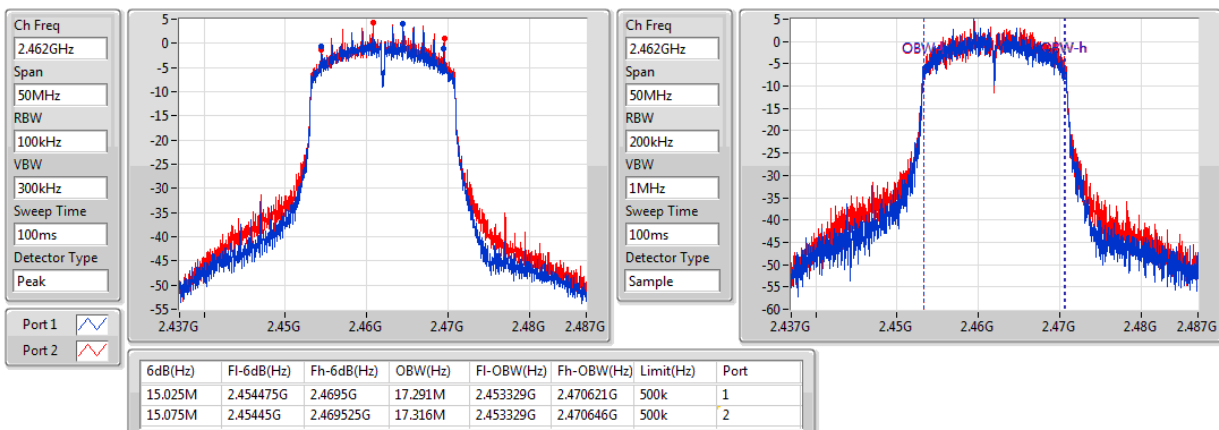 Ch Freq
2.462GHz
Span
50MHz
RBW
100kHz
VBW
300kHz
Sweep Time
100ms
Detector Type
Peak
Port 1
Port 2
5
0
-5
-10
-15
-20
-25
-30
-35
-40
-45
-50
-55
2.437G 2.45G 2.46G 2.47G 2.48G 2.487G
Ch Freq
2.462GHz
Span
50MHz
RBW
200kHz
VBW
1MHz
Sweep Time
100ms
Detector Type
Sample
5
0
-5
-10
-15
-20
-25
-30
-35
-40
-45
-50
-55
-60
2.437G 2.45G 2.46G 2.47G 2.48G 2.487G
6dB(Hz) Fl-6dB(Hz) Fh-6dB(Hz) OBW(Hz) Fl-OBW(Hz) Fh-OBW(Hz) Limit(Hz) Port
15.025M 2.454475G 2.4695G 17.291M 2.453329G 2.470621G 500k 1
15.075M 2.45445G 2.469525G 17.316M 2.453329G 2.470646G 500k 2